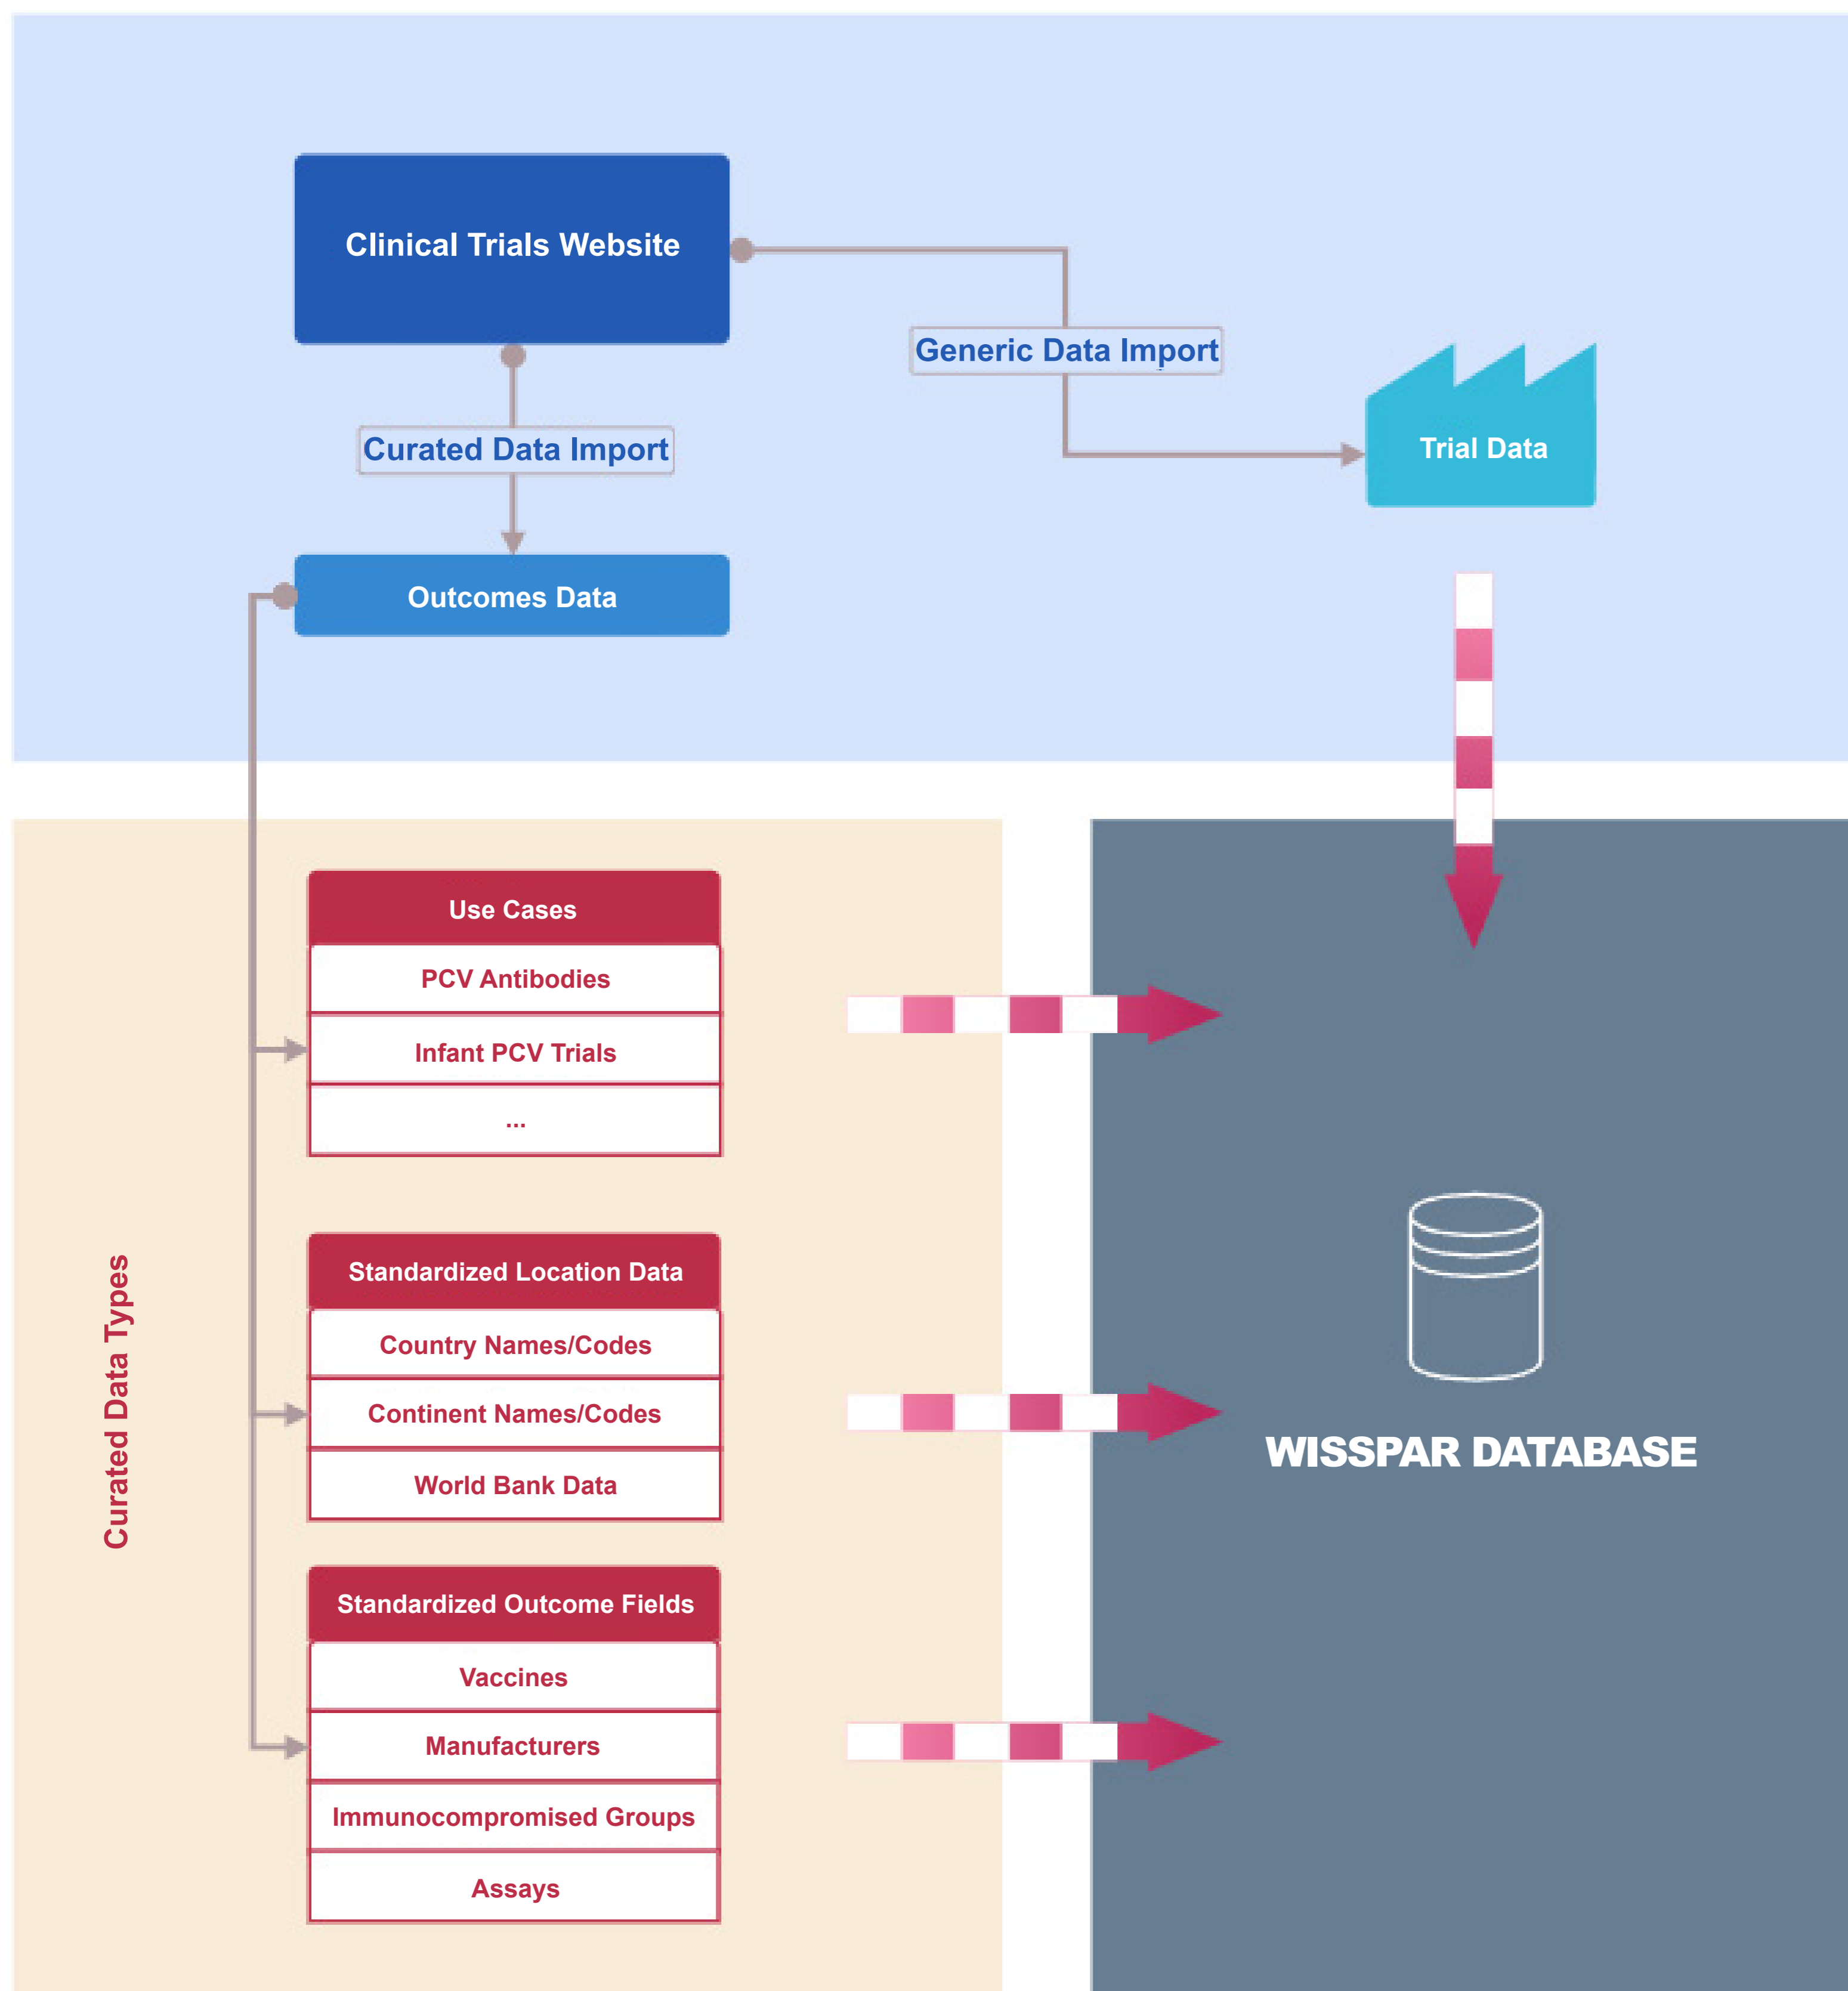 Clinical Trials Website
Generic Data Import
Curated Data Import
Trial Data
Outcomes Data
Curated Data Types
Use Cases
PCV Antibodies
Infant PCV Trials
...
Standardized Location Data
Country Names/Codes
Continent Names/Codes
World Bank Data
Standardized Outcome Fields
Vaccines
Manufacturers
Immunocompromised Groups
Assays
WISSPAR DATABASE